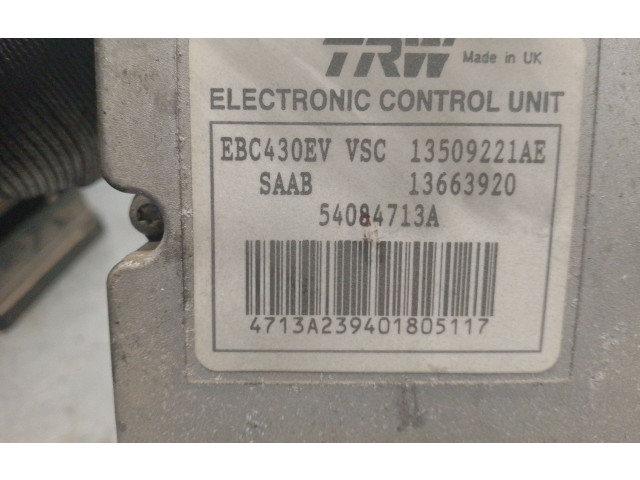 TRW Made in UK
ELECTRONIC CONTROL UNIT
EBC430EV VSC 13509221AE
SAAB 13663920
54084713A
4713A239401805117